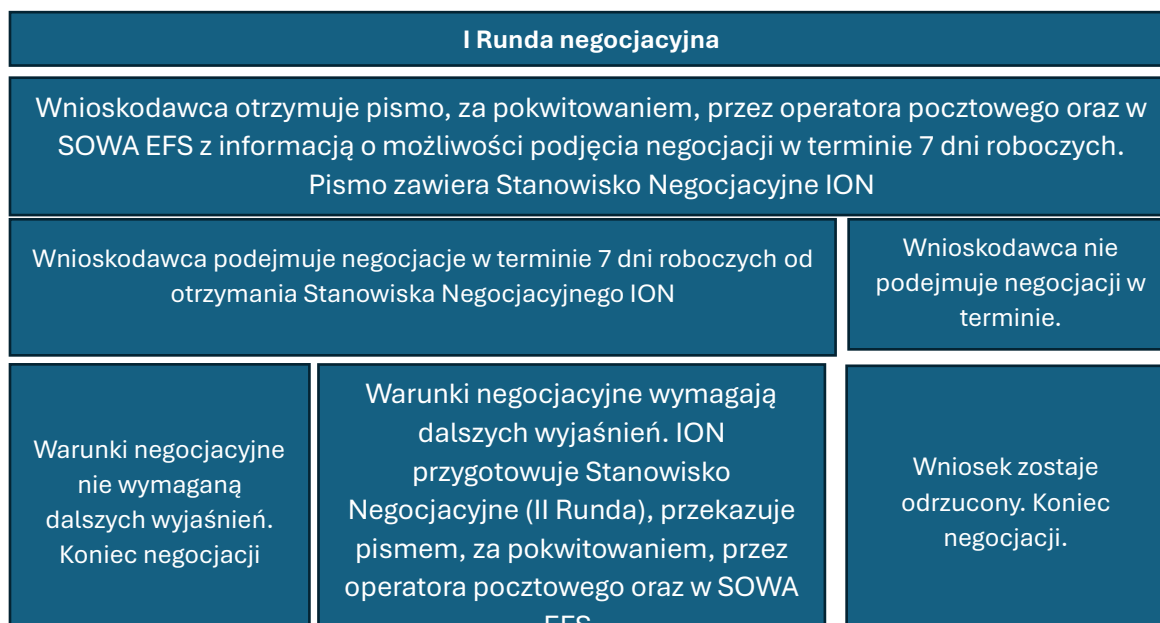 I Runda negocjacyjna
Wnioskodawca otrzymuje pismo, za pokwitowaniem, przez operatora pocztowego oraz w
SOWA EFS z informacją o możliwości podjęcia negocjacji w terminie 7 dni roboczych.
Pismo zawiera Stanowisko Negocjacyjne ION
Wnioskodawca podejmuje negocjacje w terminie 7 dni roboczych od
otrzymania Stanowiska Negocjacyjnego ION
Wnioskodawca nie
podejmuje negocjacji w
terminie.
Warunki negocjacyjne
nie wymaganą
dalszych wyjaśnień.
Koniec negocjacji
Warunki negocjacyjne wymagają
dalszych wyjaśnień. ION
przygotowuje Stanowisko
Negocjacyjne (II Runda), przekazuje
pismem, za pokwitowaniem, przez
operatora pocztowego oraz w SOWA
EFS
Wniosek zostaje
odrzucony. Koniec
negocjacji.